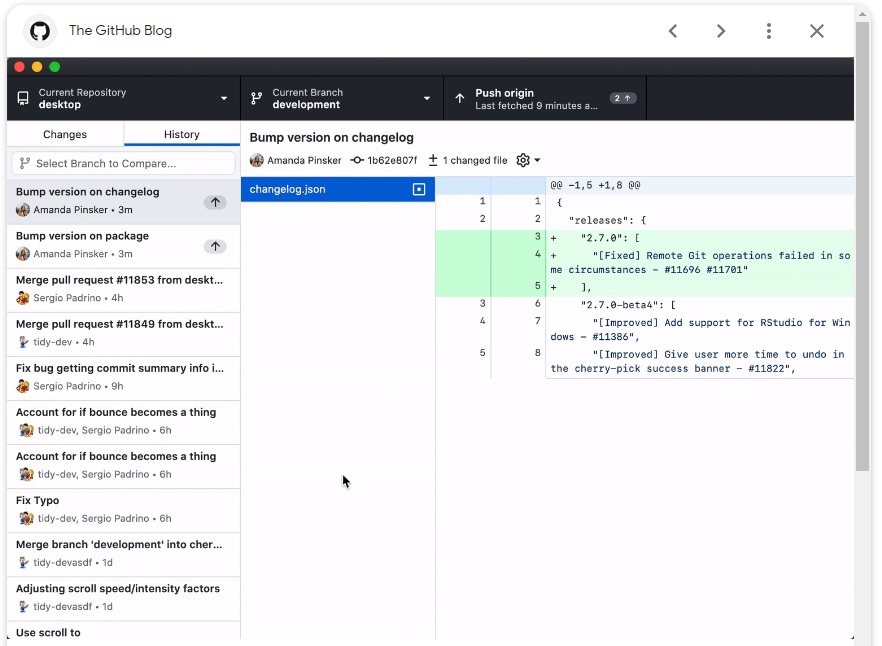 The GitHub Blog
Current Repository
desktop
Current Branch
development
Push origin
Last fetched 9 minutes a...
2
Changes
History
Select Branch to Compare...
Bump version on changelog
Amanda Pinsker • 3m
Bump version on package
Amanda Pinsker • 3m
Merge pull request #11853 from deskt...
Sergio Padrino • 4h
Merge pull request #11849 from deskt...
tidy-dev • 4h
Fix bug getting commit summary info i...
Sergio Padrino • 9h
Account for if bounce becomes a thing
tidy-dev, Sergio Padrino • 6h
Account for if bounce becomes a thing
tidy-dev, Sergio Padrino • 6h
Fix Typo
tidy-dev, Sergio Padrino • 6h
Merge branch 'development' into cher...
tidy-devasdf • 1d
Adjusting scroll speed/intensity factors
tidy-devasdf • 1d
Use scroll to
Bump version on changelog
Amanda Pinsker 1b62e807f ± 1 changed file
changelog.json
@@ -1,5 +1,8 @@
1 1 {
2 2 "releases": {
3 + "2.7.0": [
4 + "[Fixed] Remote Git operations failed in so
me circumstances - #11696 #11701"
5 + ],
3 6 "2.7.0-beta4": [
4 7 "[Improved] Add support for RStudio for Win
dows - #11386",
5 8 "[Improved] Give user more time to undo in
the cherry-pick success banner - #11822",